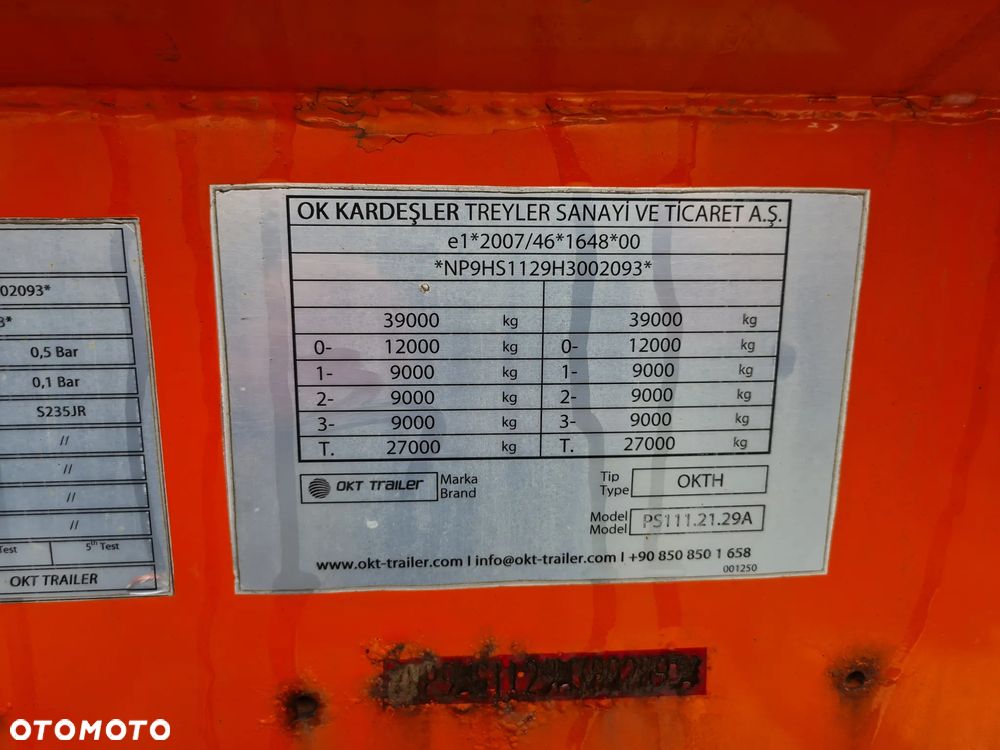 02093*
3*
0,5 Bar
0,1 Bar
S235JR
//
//
//
//
Test 5th Test
OKT TRAILER
OK KARDEŞLER TREYLER SANAYİ VE TİCARET A.Ş.
e1*2007/46*1648*00
*NP9HS1129H3002093*
39000 kg 39000 kg
0- 12000 kg 0- 12000 kg
1- 9000 kg 1- 9000 kg
2- 9000 kg 2- 9000 kg
3- 9000 kg 3- 9000 kg
T. 27000 kg T. 27000 kg
OKT TRAILER Marka Brand Tip Type OKTH
Model Model PS111.21.29A
www.okt-trailer.com I info@okt-trailer.com I +90 850 850 1 658
001250
OTOMOTO